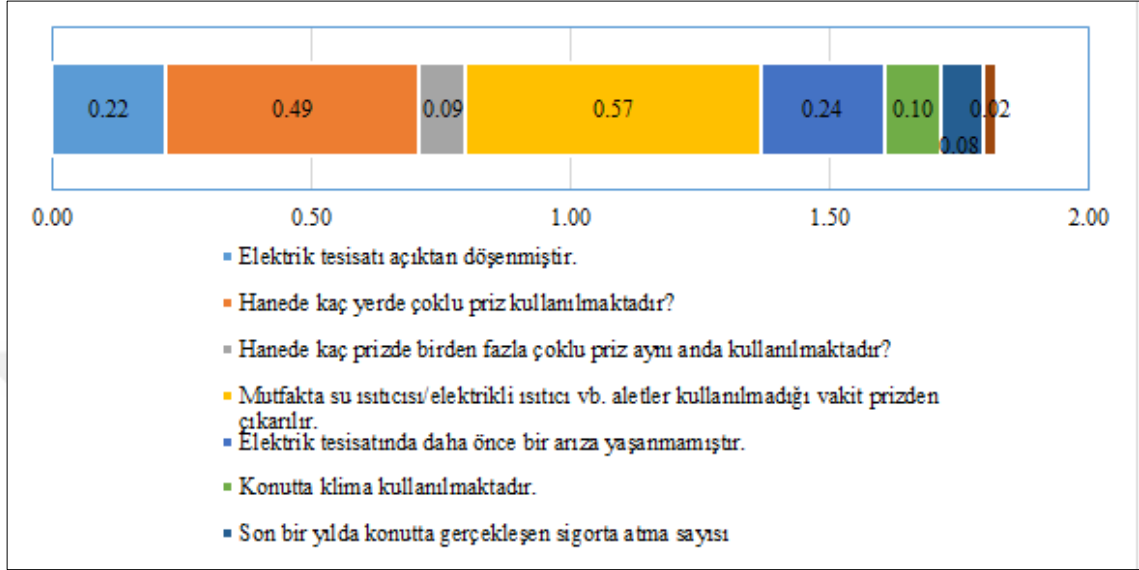 0.22 0.49 0.09 0.57 0.24 0.10 0.08 0.02
0.00 0.50 1.00 1.50 2.00
Elektrik tesisatı açıktan döşenmiştir.
Hanede kaç yerde çoklu priz kullanılmaktadır?
Hanede kaç prizde birden fazla çoklu priz aynı anda kullanılmaktadır?
Mutfakta su ısıtıcısı/elektrikli ısıtıcı vb. aletler kullanılmadığı vakit prizden
çıkarılır.
Elektrik tesisatında daha önce bir arıza yaşanmamıştır.
Konutta klima kullanılmaktadır.
Son bir yılda konutta gerçekleşen sigorta atma sayısı